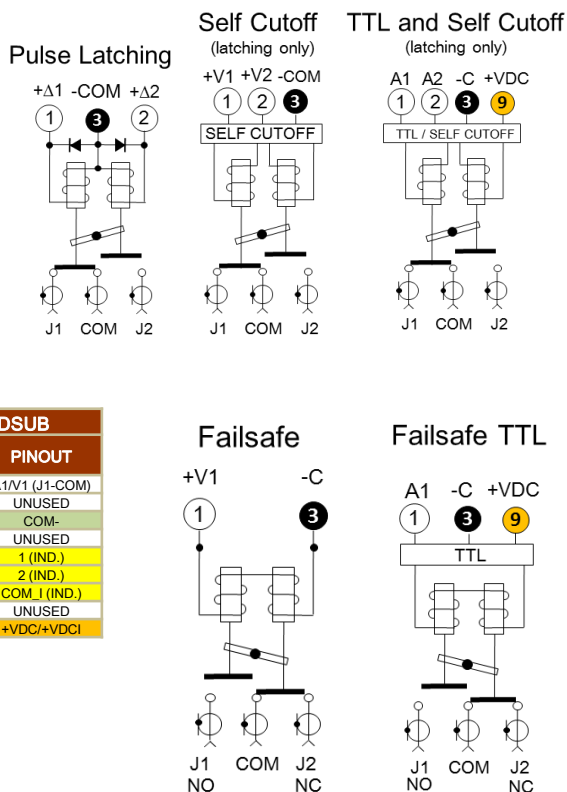 Pulse Latching
+Δ1 -COM +Δ2
1 3 2
J1 COM J2
Self Cutoff
(latching only)
+V1 +V2 -COM
1 2 3
SELF CUTOFF
J1 COM J2
TTL and Self Cutoff
(latching only)
A1 A2 -C +VDC
1 2 3 9
TTL / SELF CUTOFF
J1 COM J2
DSUB
PINOUT
A1/V1 (J1-COM)
UNUSED
COM-
UNUSED
1 (IND.)
2 (IND.)
COM_I (IND.)
UNUSED
+VDC/+VDCI
Failsafe
+V1 -C
1 3
J1 COM J2
NO NC
Failsafe TTL
A1 -C +VDC
1 3 9
TTL
J1 COM J2
NO NC